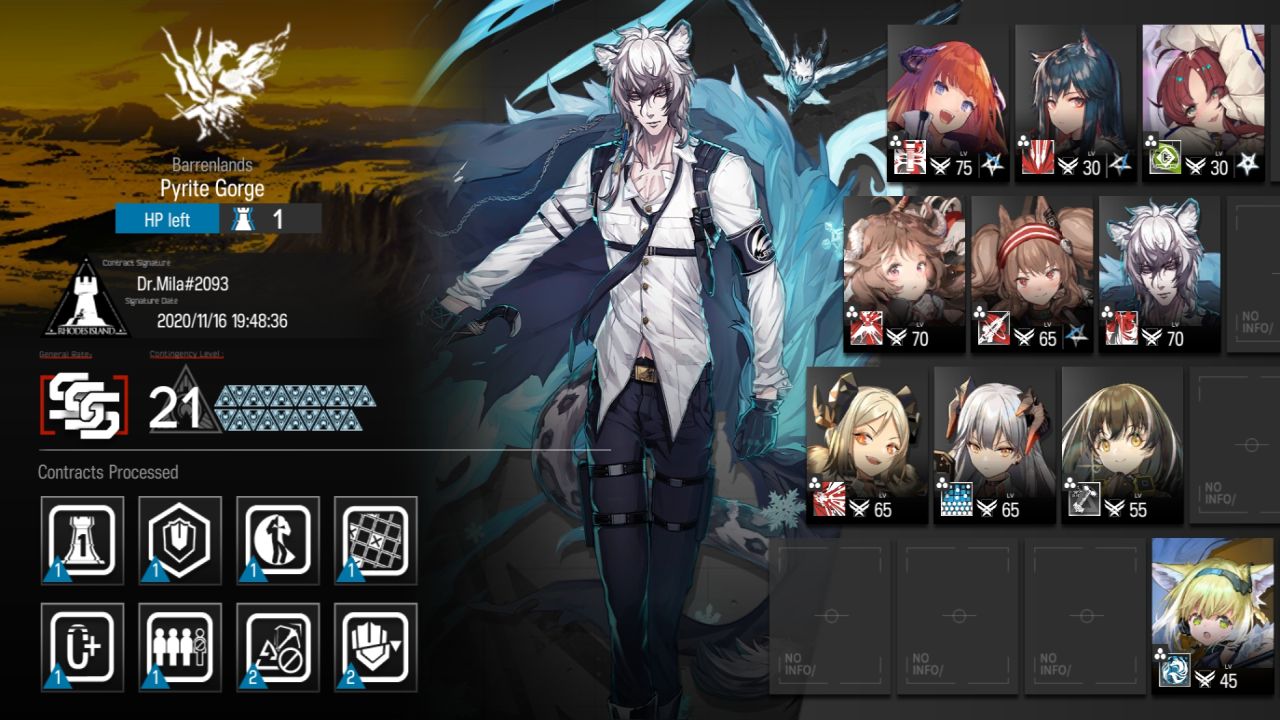 Barrenlands
Pyrite Gorge
HP left 1
Contract Signature
Dr.Mila#2093
Signature Date
2020/11/16 19:48:36
RHODES ISLAND
General Rate:
Contingency Level:
SSS
21
Contracts Processed
1
1 1 1 1
1 1 2 2
LV 75
LV 30
LV 30
LV 70
LV 65
LV 70
NO INFO/
LV 65
LV 65
LV 55
NO INFO/
NO INFO/
NO INFO/
NO INFO/
LV 45